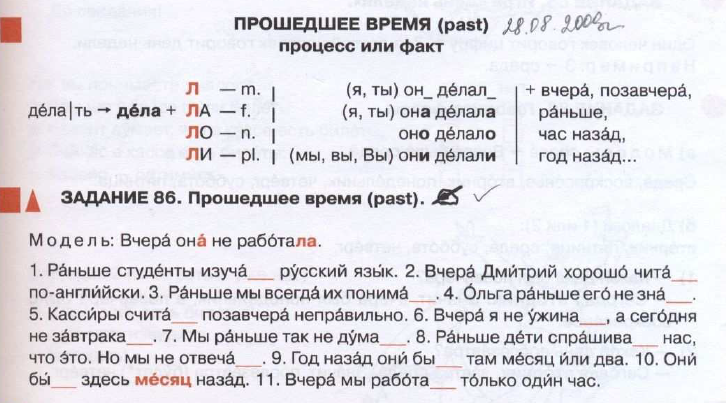 ПРОШЕДШЕЕ ВРЕМЯ (past) 28.08.2006г.
процесс или факт
Л – m. (я, ты) он_ де́лал_ + вчера́, позавчера́,
де́ла|ть → де́ла + ЛА – f. (я, ты) она́ де́лала ра́ньше,
ЛО – n. оно́ де́лало час наза́д,
ЛИ – pl. (мы, вы, Вы) они́ де́лали год наза́д...
ЗАДАНИЕ 86. Прошедшее время (past).
Модель: Вчера́ она́ не рабо́тала.
1. Ра́ньше студе́нты изуча́___ ру́сский язы́к. 2. Вчера́ Дми́трий хорошо́ чита́
по-англи́йски. 3. Ра́ньше мы всегда́ их понима́___. 4. О́льга ра́ньше его́ не зна́___.
5. Касси́ры счита́___ позавчера́ непра́вильно. 6. Вчера́ я не у́жина___, а сего́дня
не за́втрака___. 7. Мы ра́ньше так не ду́ма___. 8. Ра́ньше де́ти спра́шива___ нас,
что э́то. Но мы не отвеча́___. 9. Год наза́д они́ бы́___ там ме́сяц и́ли два. 10. Они́
бы́___ здесь ме́сяц наза́д. 11. Вчера́ мы рабо́та___ то́лько оди́н час.